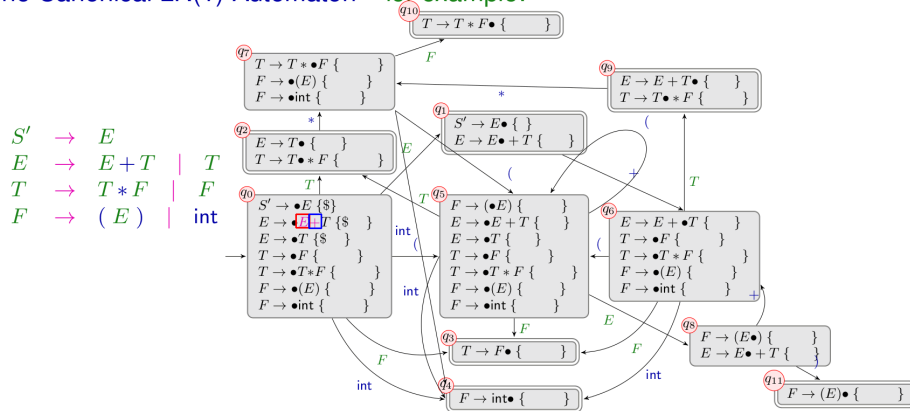 The Canonical LR(1) Automaton – for example:
S′ → E
E → E + T | T
T → T * F | F
F → ( E ) | int
q10
T → T * F• { }
q7
T → T * •F { }
F → •(E) { }
F → •int { }
F
q9
E → E + T• { }
T → T• * F { }
*
*
q1
S′ → E• { }
E → E• + T { }
(
(
+
q2
E → T• { }
T → T• * F { }
E
T
T
T
q0
S′ → •E {$}
E → •E+T {$ }
E → •T {$ }
T → •F { }
T → •T*F { }
F → •(E) { }
F → •int { }
int
(
int
q5
F → (•E) { }
E → •E + T { }
E → •T { }
T → •F { }
T → •T * F { }
F → •(E) { }
F → •int { }
(
q6
E → E + •T { }
T → •F { }
T → •T * F { }
F → •(E) { }
F → •int { }
+
F
E
q8
F → (E•) { }
E → E• + T { }
)
q3
T → F• { }
F
F
int
int
q4
F → int• { }
q11
F → (E)• { }